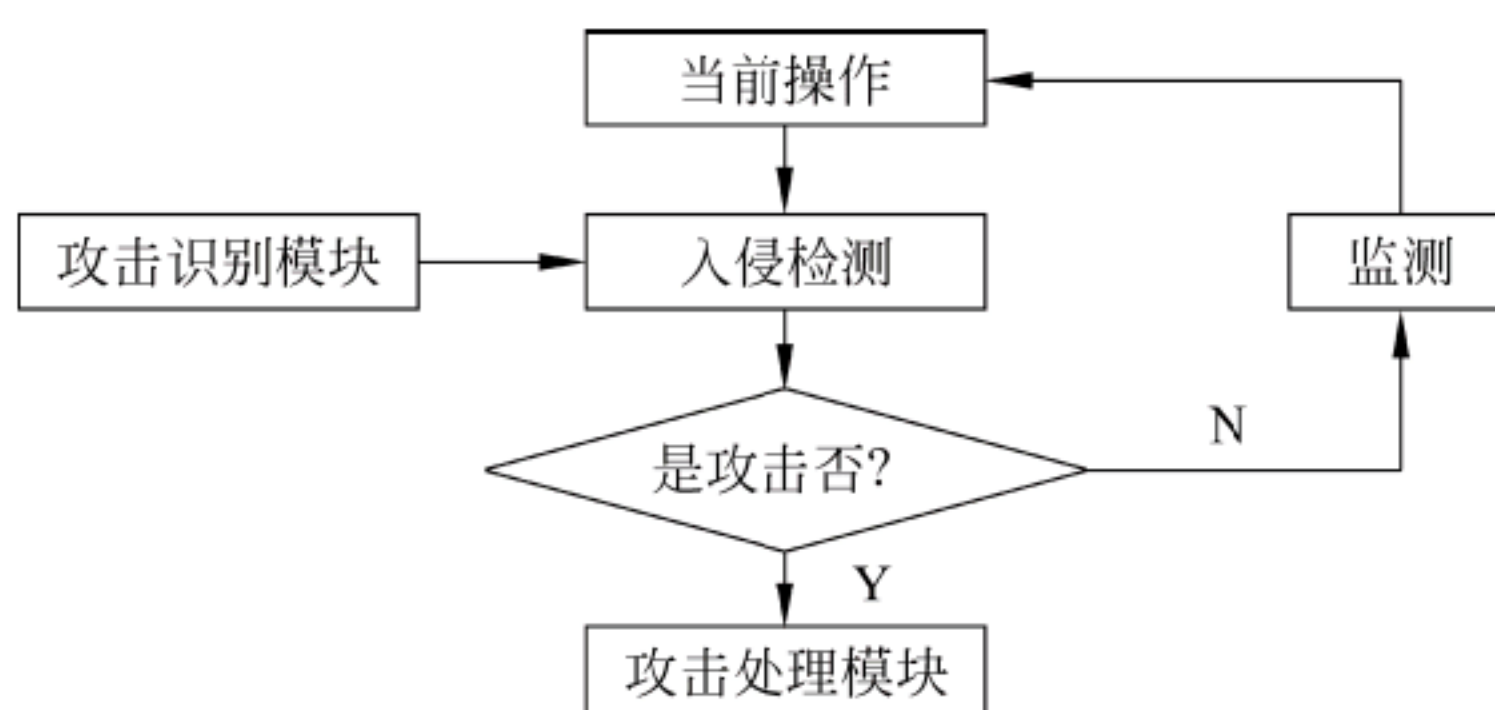 当前操作
攻击识别模块
入侵检测
监测
是攻击否?
N
Y
攻击处理模块